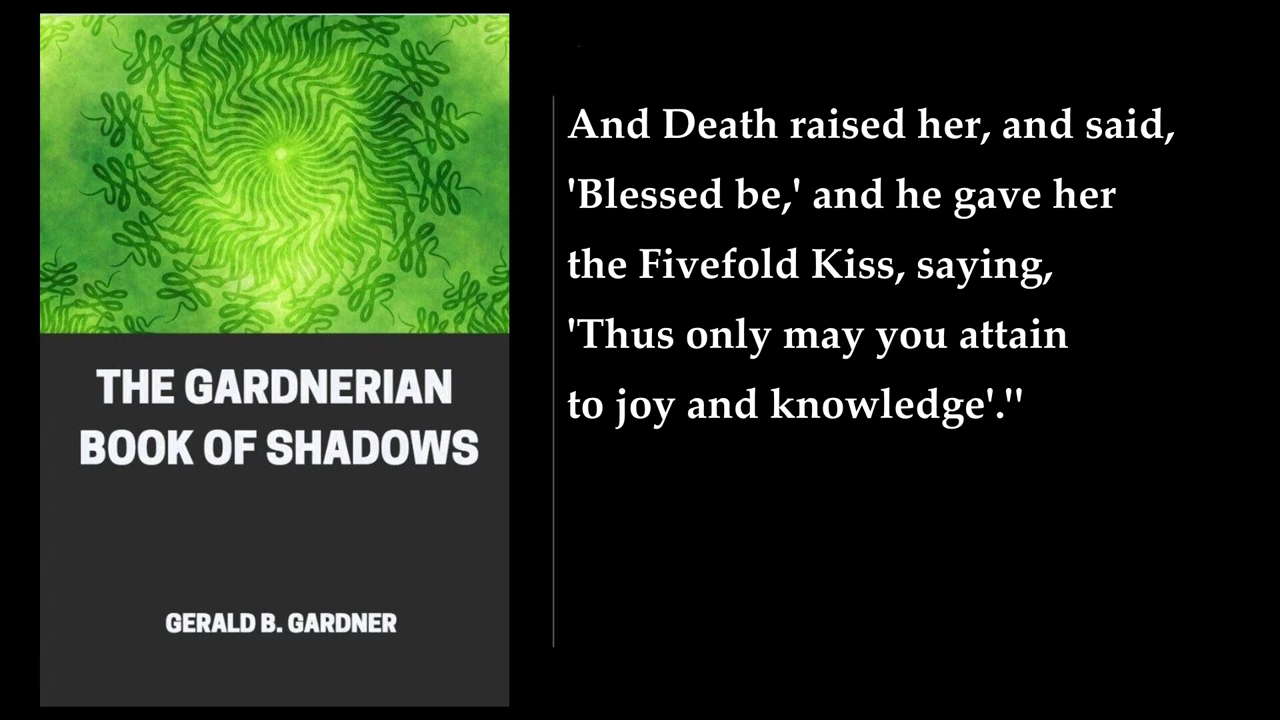 THE GARDNERIAN
BOOK OF SHADOWS
GERALD B. GARDNER
And Death raised her, and said,
'Blessed be,' and he gave her
the Fivefold Kiss, saying,
'Thus only may you attain
to joy and knowledge'."